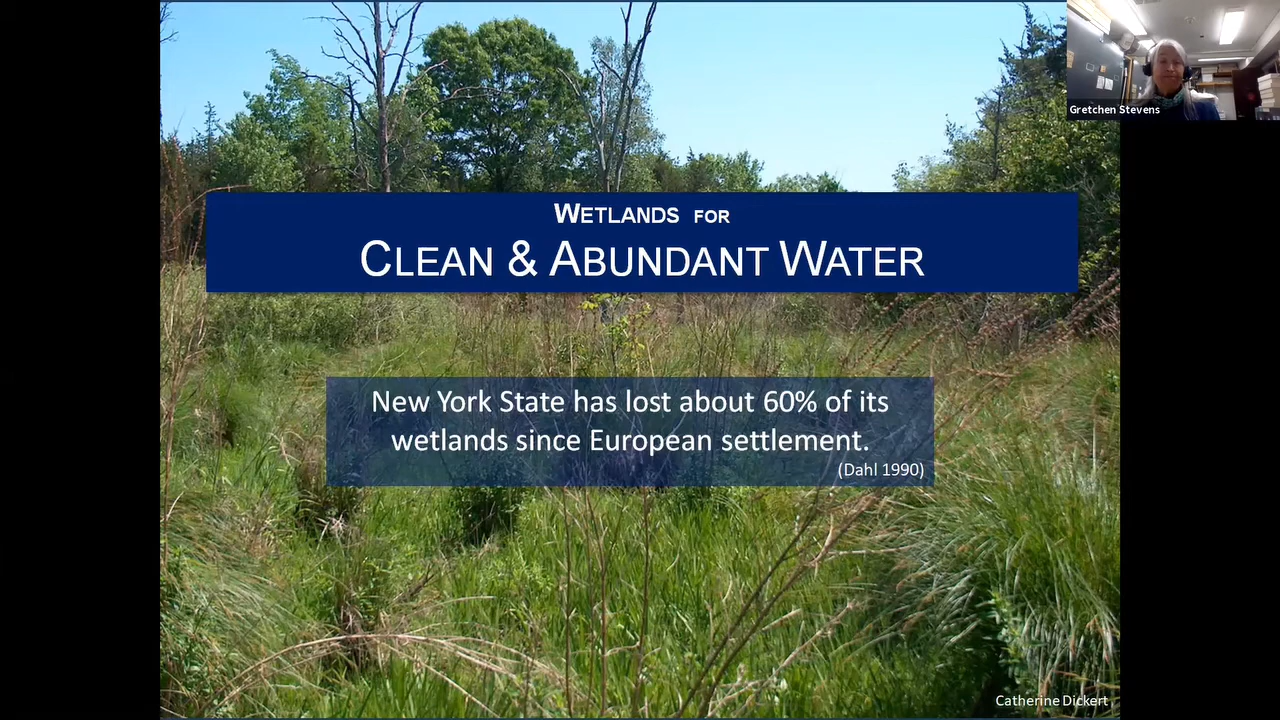 Gretchen Stevens
WETLANDS FOR
CLEAN & ABUNDANT WATER
New York State has lost about 60% of its
wetlands since European settlement.
(Dahl 1990)
Catherine Dickert